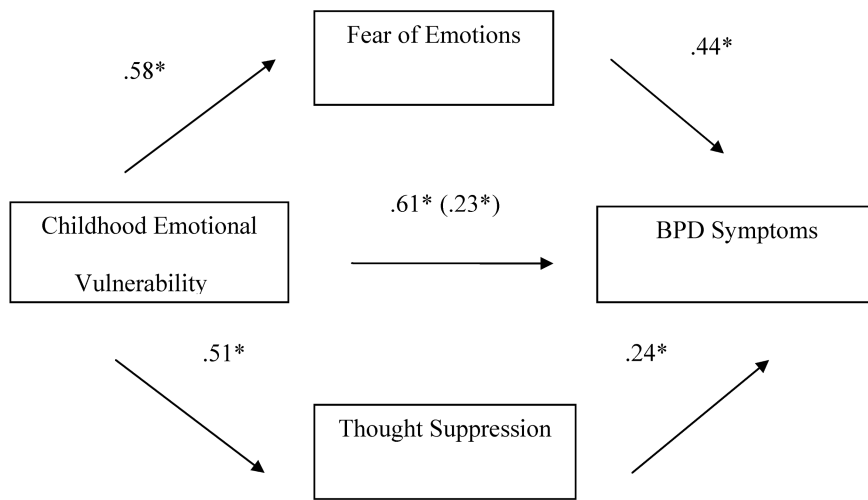 Fear of Emotions
.58*
.44*
.61* (.23*)
Childhood Emotional
Vulnerability
BPD Symptoms
.51*
.24*
Thought Suppression